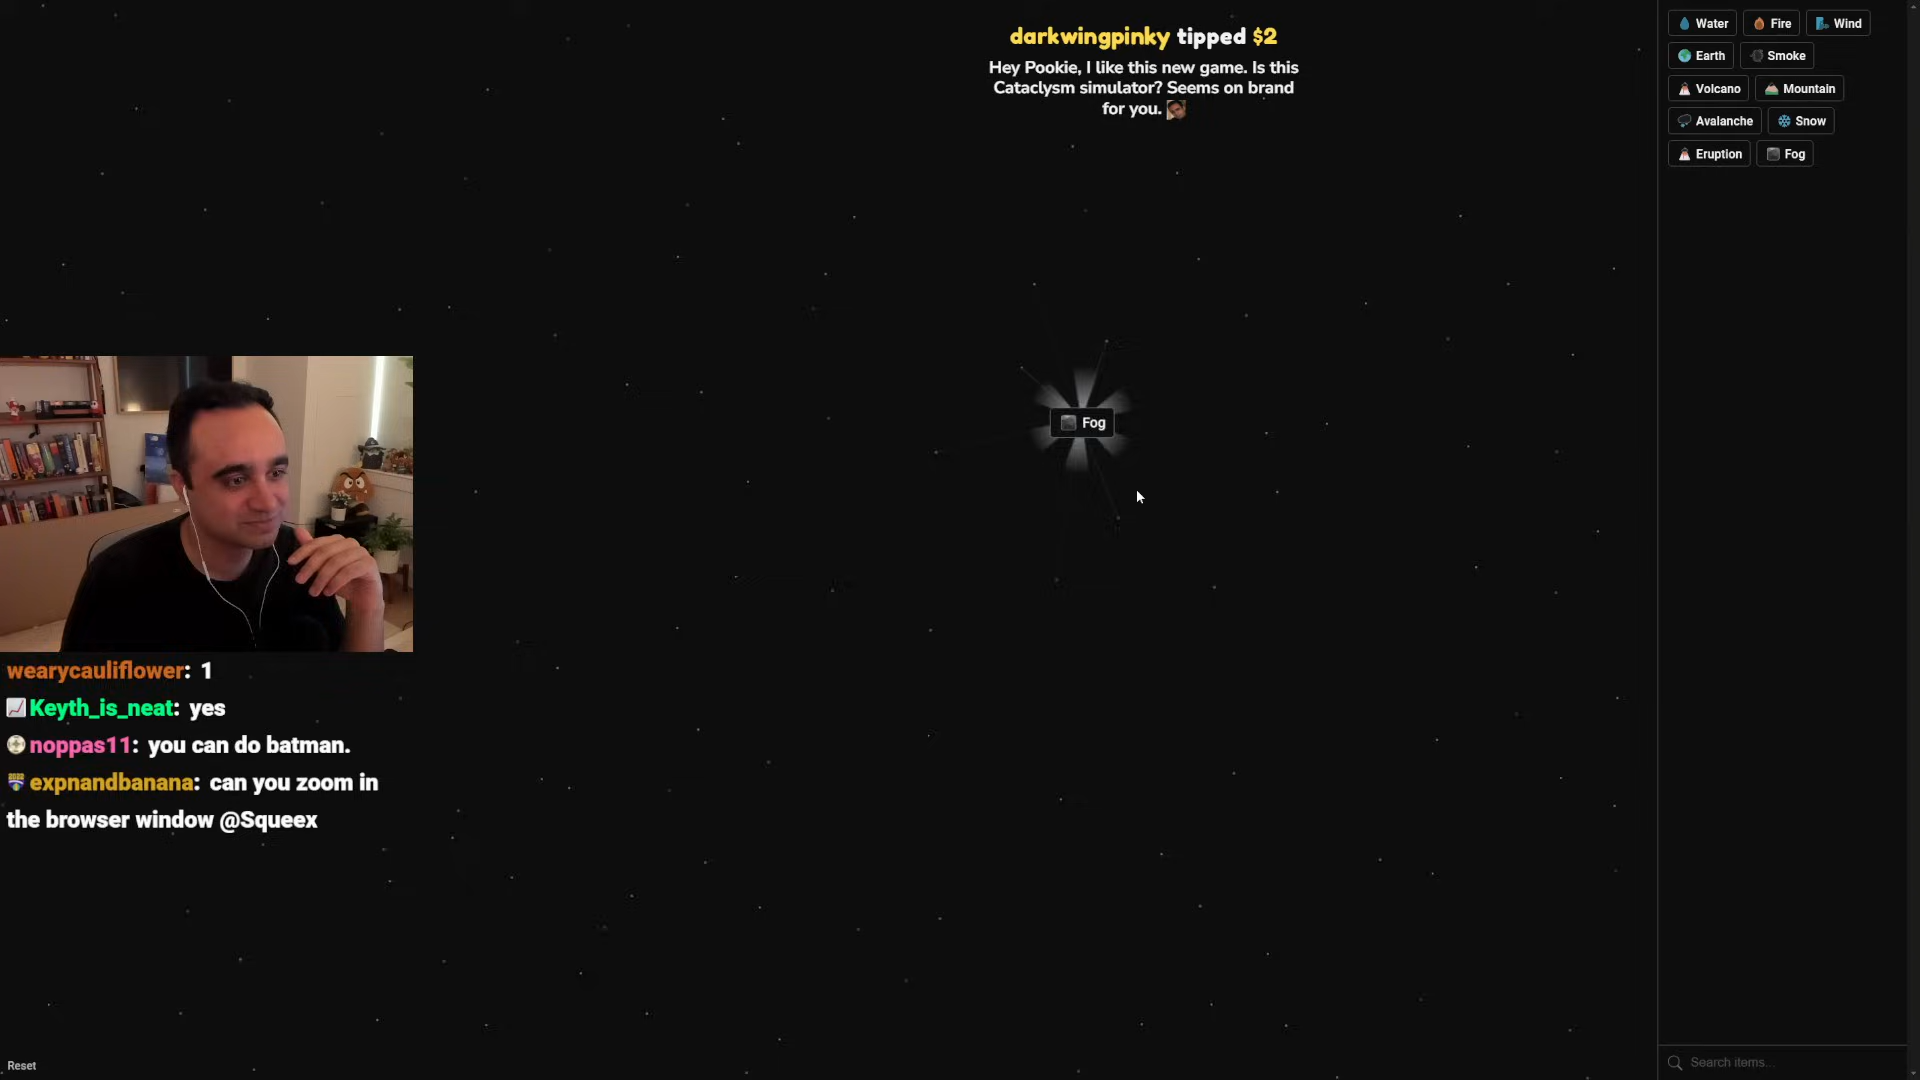 darkwingpinky tipped $2
Hey Pookie, I like this new game. Is this
Cataclysm simulator? Seems on brand
for you.
Water
Fire
Wind
Earth
Smoke
Volcano
Mountain
Avalanche
Snow
Eruption
Fog
Fog
wearycauliflower: 1
Keyth_is_neat: yes
noppas11: you can do batman.
expnandbanana: can you zoom in
the browser window @Squeex
Reset
Search items...